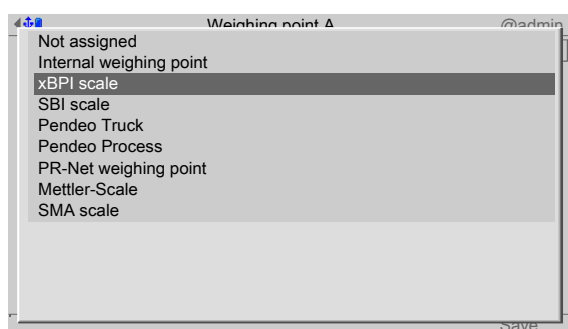 Weighing point A @admin
Not assigned
Internal weighing point
xBPI scale
SBI scale
Pendeo Truck
Pendeo Process
PR-Net weighing point
Mettler-Scale
SMA scale
Save